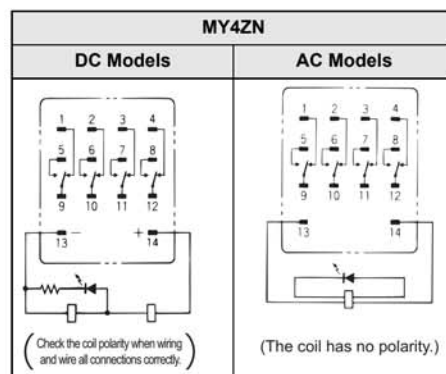 MY4ZN
DC Models
AC Models
1 2 3 4
5 6 7 8
9 10 11 12
13 − + 14
(Check the coil polarity when wiring
and wire all connections correctly.)
1 2 3 4
5 6 7 8
9 10 11 12
13 14
(The coil has no polarity.)